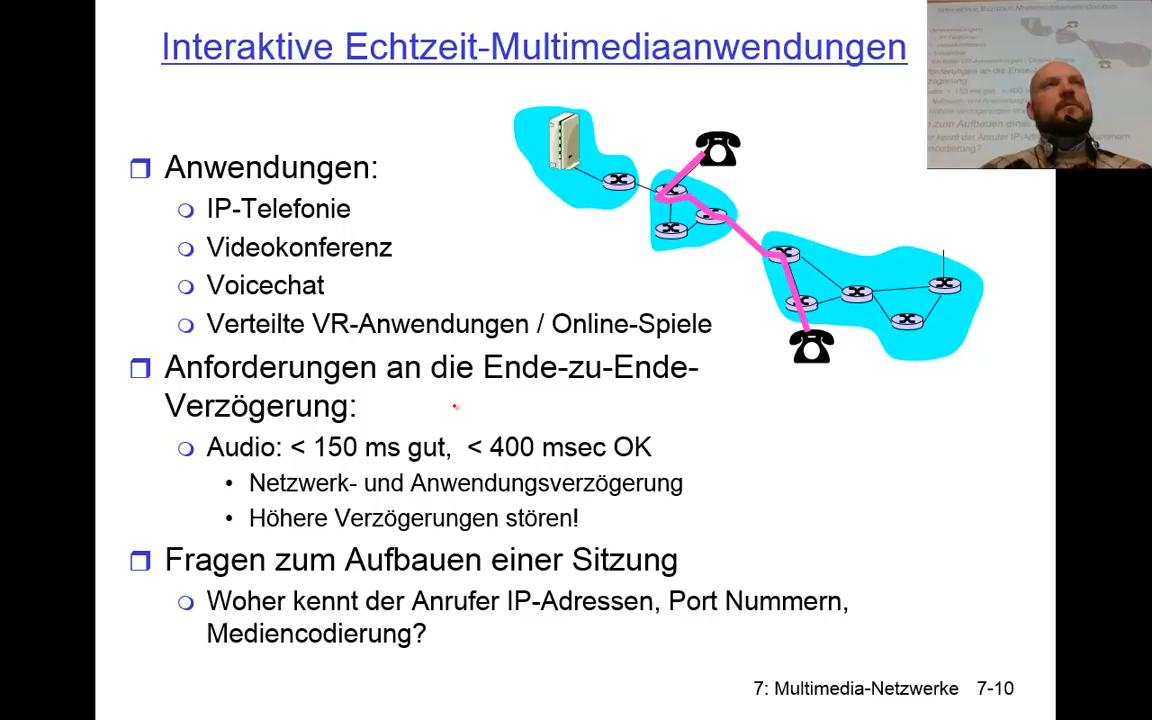 Interaktive Echtzeit-Multimediaanwendungen
Anwendungen:
IP-Telefonie
Videokonferenz
Voicechat
Verteilte VR-Anwendungen / Online-Spiele
Anforderungen an die Ende-zu-Ende-
Verzögerung:
Audio: < 150 ms gut, < 400 msec OK
Netzwerk- und Anwendungsverzögerung
Höhere Verzögerungen stören!
Fragen zum Aufbauen einer Sitzung
Woher kennt der Anrufer IP-Adressen, Port Nummern,
Mediencodierung?
7: Multimedia-Netzwerke 7-10